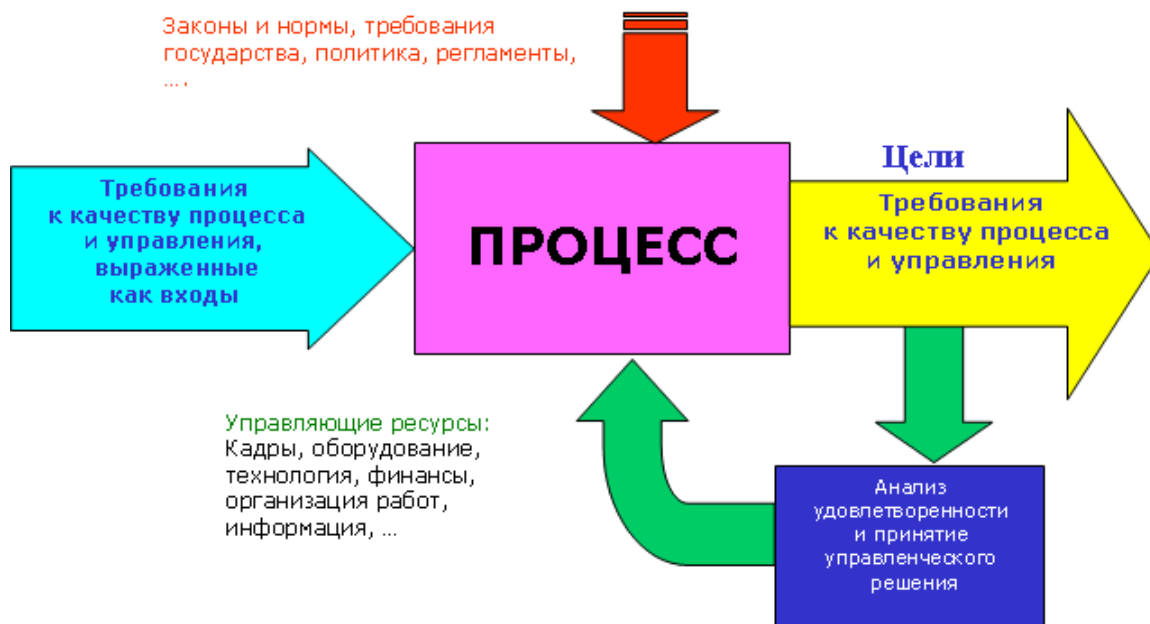 Законы и нормы, требования
государства, политика, регламенты,
....
Требования
к качеству процесса
и управления,
выраженные
как входы
ПРОЦЕСС
Цели
Требования
к качеству процесса
и управления
Управляющие ресурсы:
Кадры, оборудование,
технология, финансы,
организация работ,
информация, ...
Анализ
удовлетворенности
и принятие
управленческого
решения